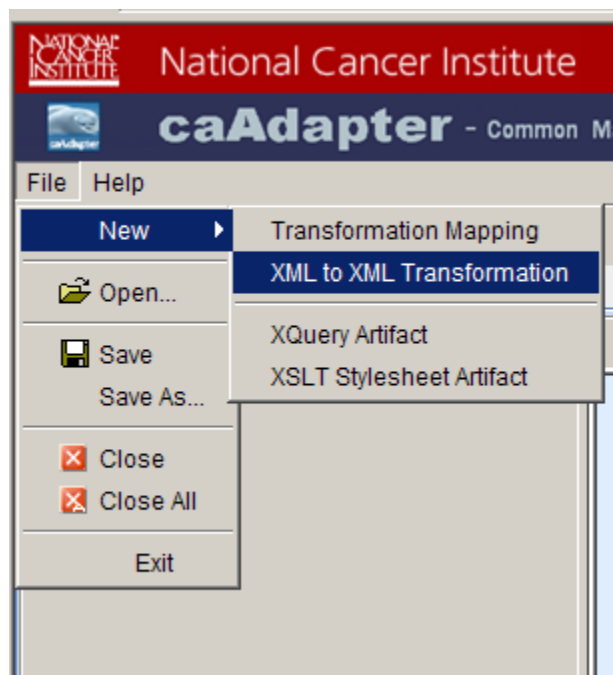 NATIONAL
CANCER
INSTITUTE
National Cancer Institute
caAdapter
caAdapter - Common M
File Help
New
Transformation Mapping
XML to XML Transformation
Open...
XQuery Artifact
Save
XSLT Stylesheet Artifact
Save As...
Close
Close All
Exit